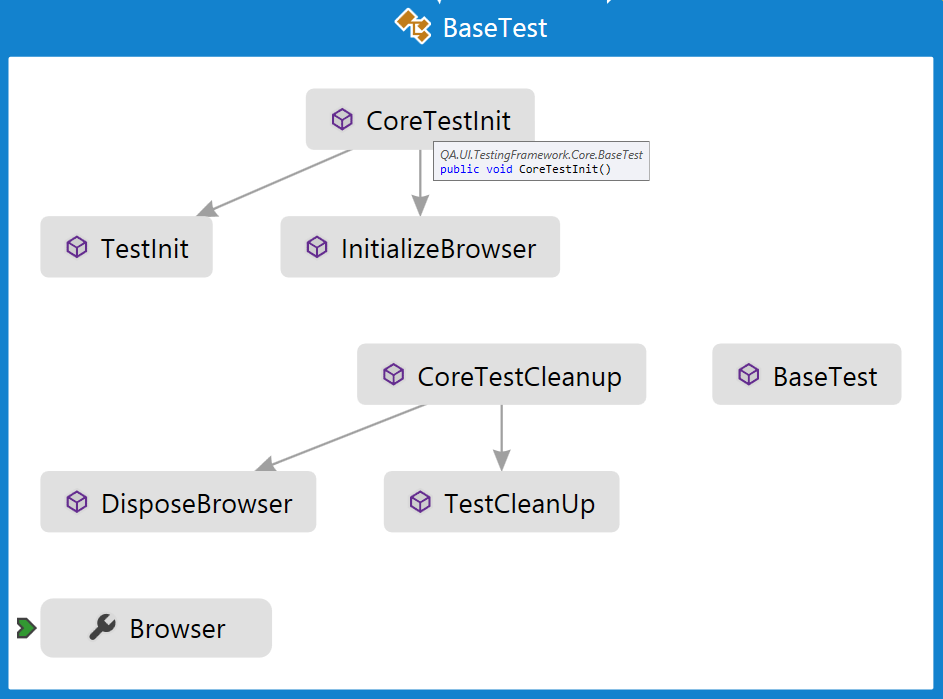 BaseTest
CoreTestInit
QA.UI.TestingFramework.Core.BaseTest
public void CoreTestInit()
TestInit
InitializeBrowser
CoreTestCleanup
BaseTest
DisposeBrowser
TestCleanUp
Browser